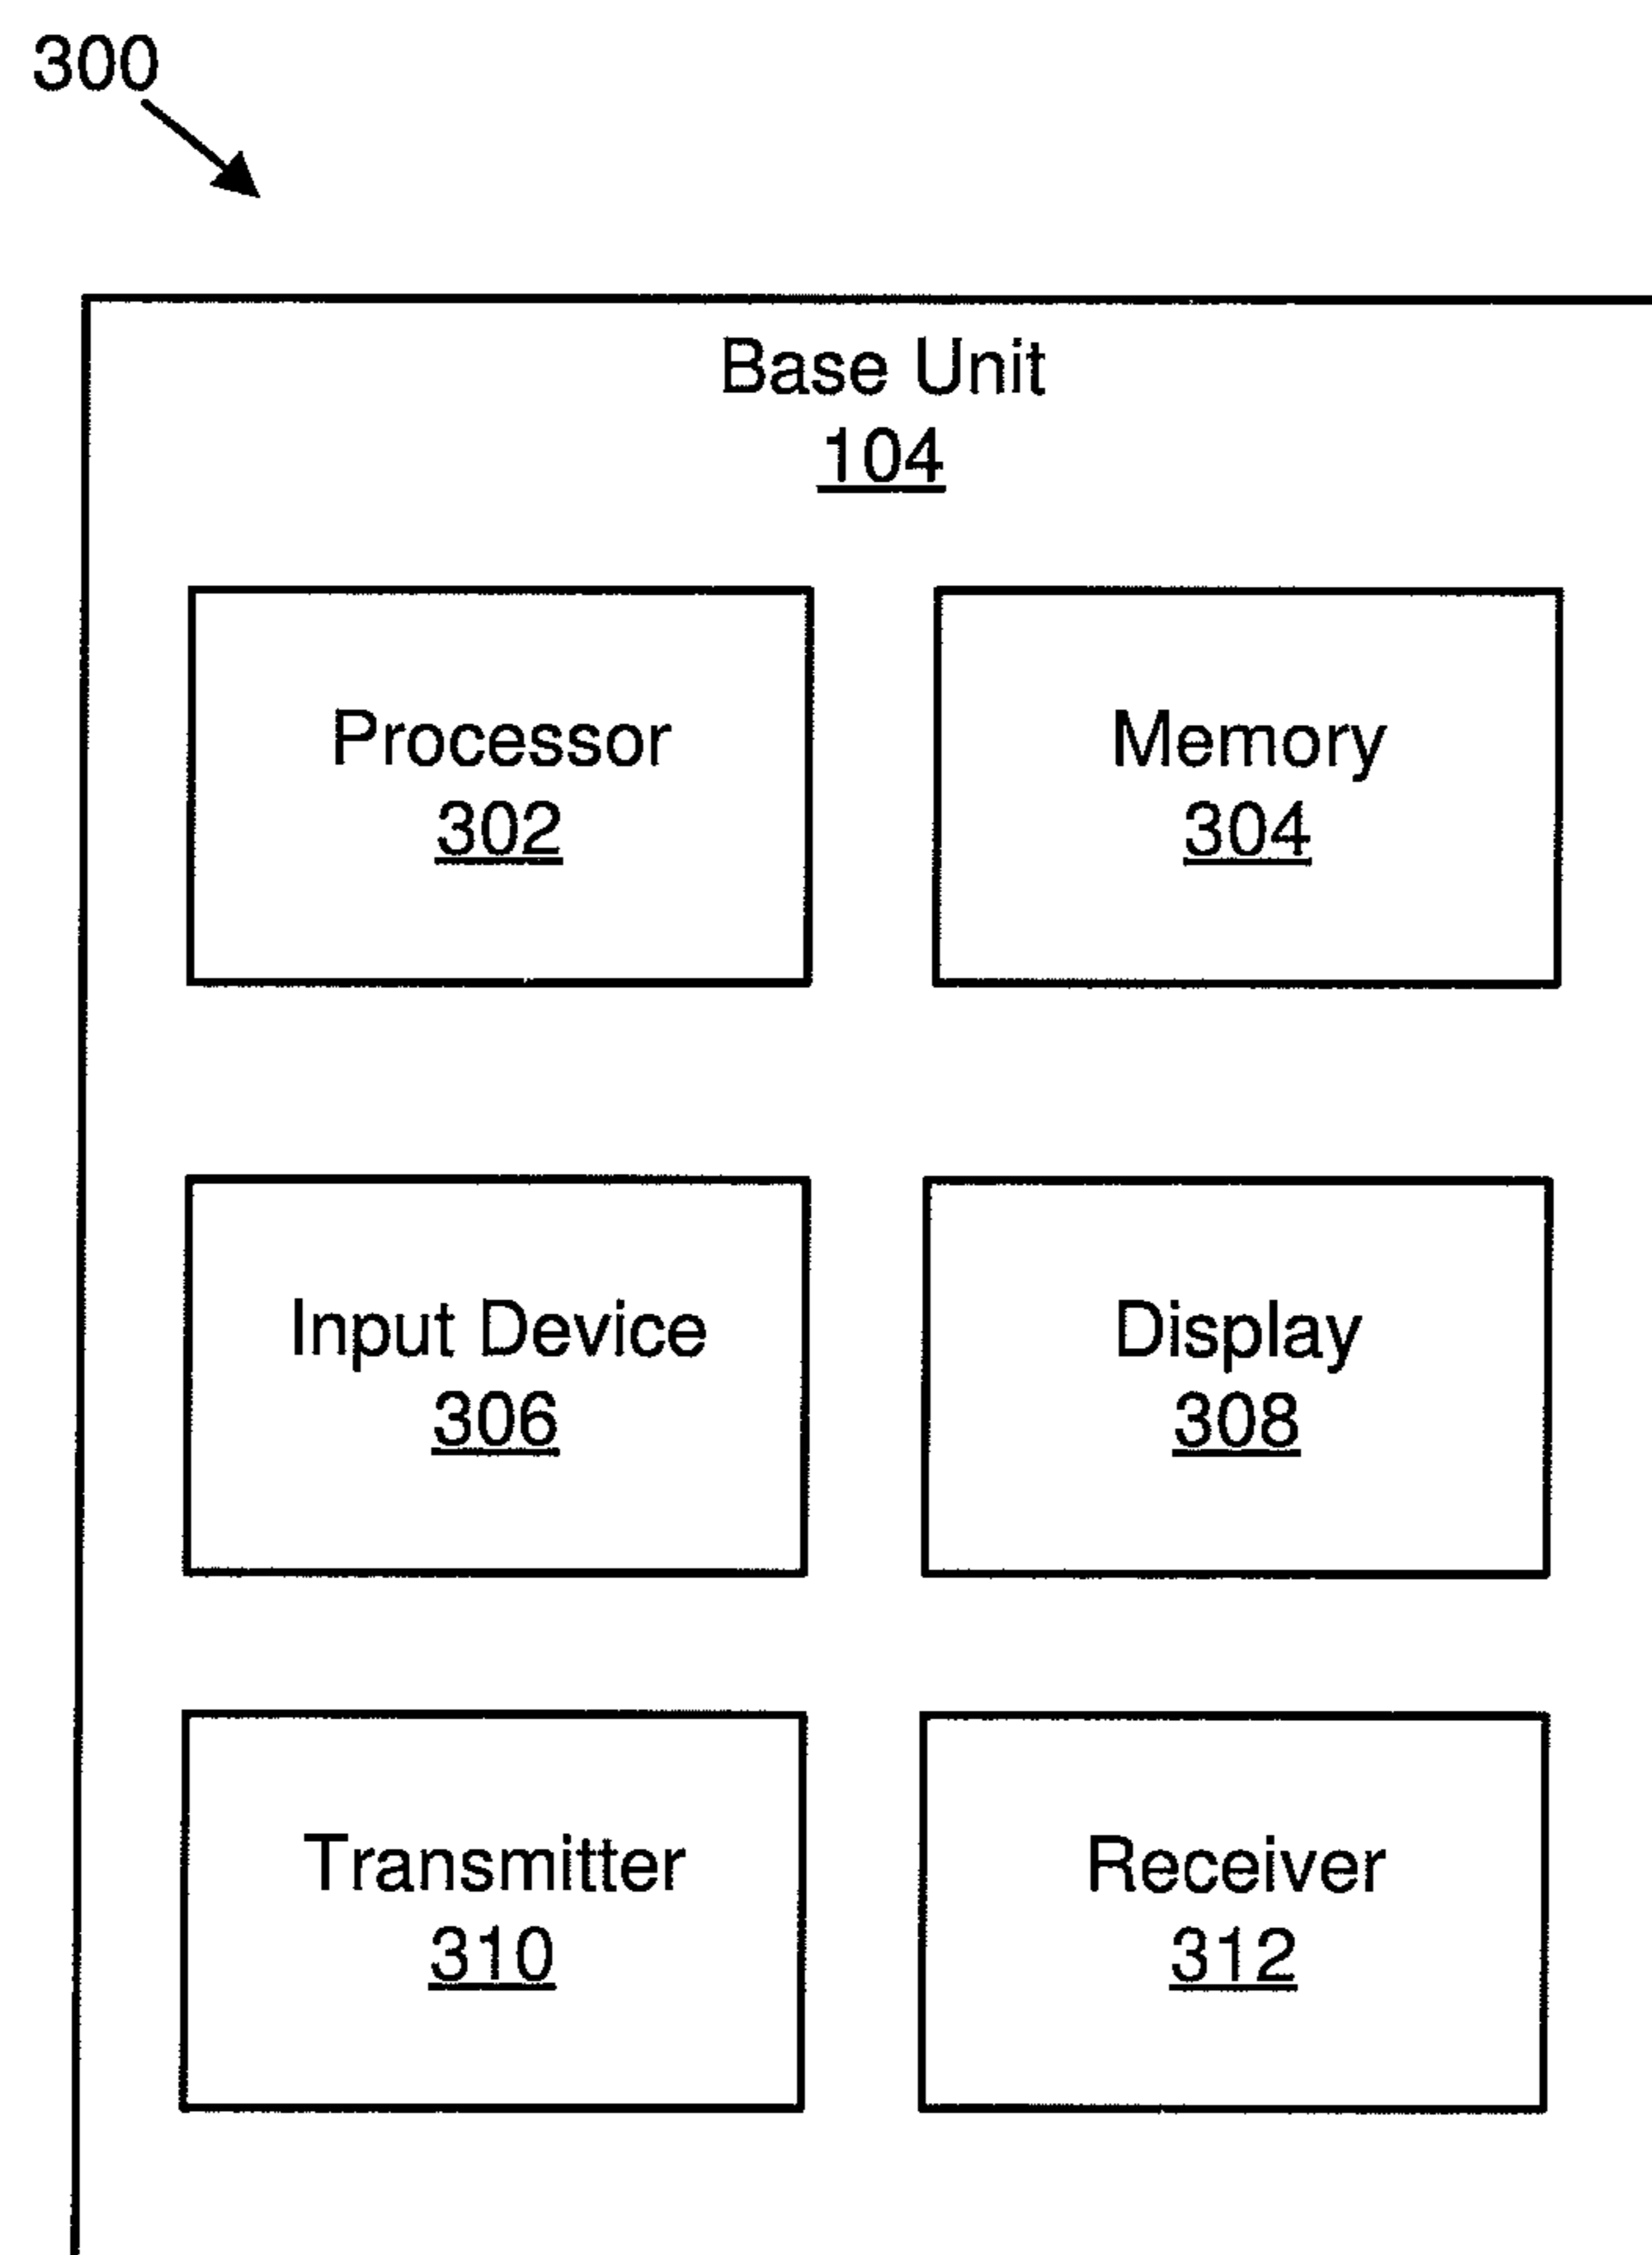 300
Base Unit
104
Processor
302
Memory
304
Input Device
306
Display
308
Transmitter
310
Receiver
312